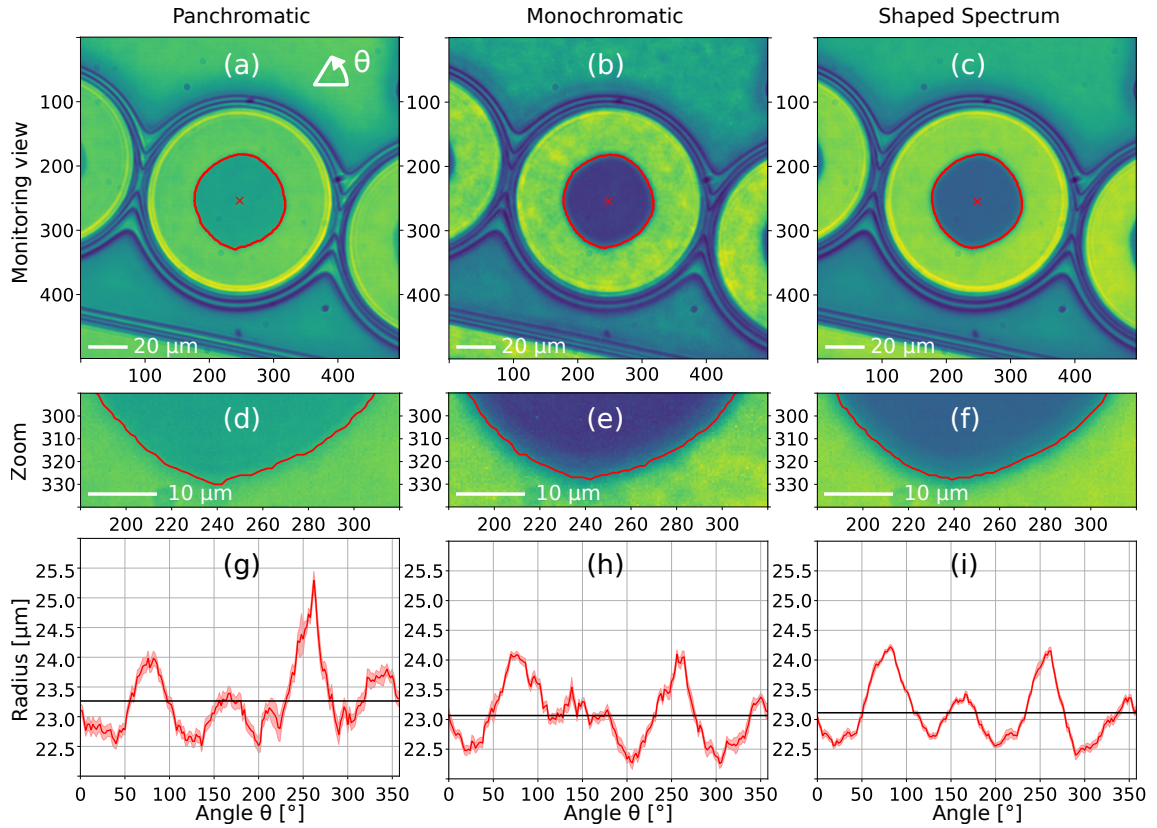 Panchromatic Monochromatic Shaped Spectrum
Monitoring view
(a) θ (b) (c)
100 100 100
200 200 200
300 300 300
400 400 400
20 μm 20 μm 20 μm
100 200 300 400 100 200 300 400 100 200 300 400
Zoom
(d) (e) (f)
300 300 300
310 310 310
320 320 320
330 330 330
340 340 340
10 μm 10 μm 10 μm
200 220 240 260 280 300 200 220 240 260 280 300 200 220 240 260 280 300 320
Radius [μm]
(g) (h) (i)
25.5 25.5 25.5
25.0 25.0 25.0
24.5 24.5 24.5
24.0 24.0 24.0
23.5 23.5 23.5
23.0 23.0 23.0
22.5 22.5 22.5
0 50 100 150 200 250 300 350 0 50 100 150 200 250 300 350 0 50 100 150 200 250 300 350
Angle θ [°] Angle θ [°] Angle [°]